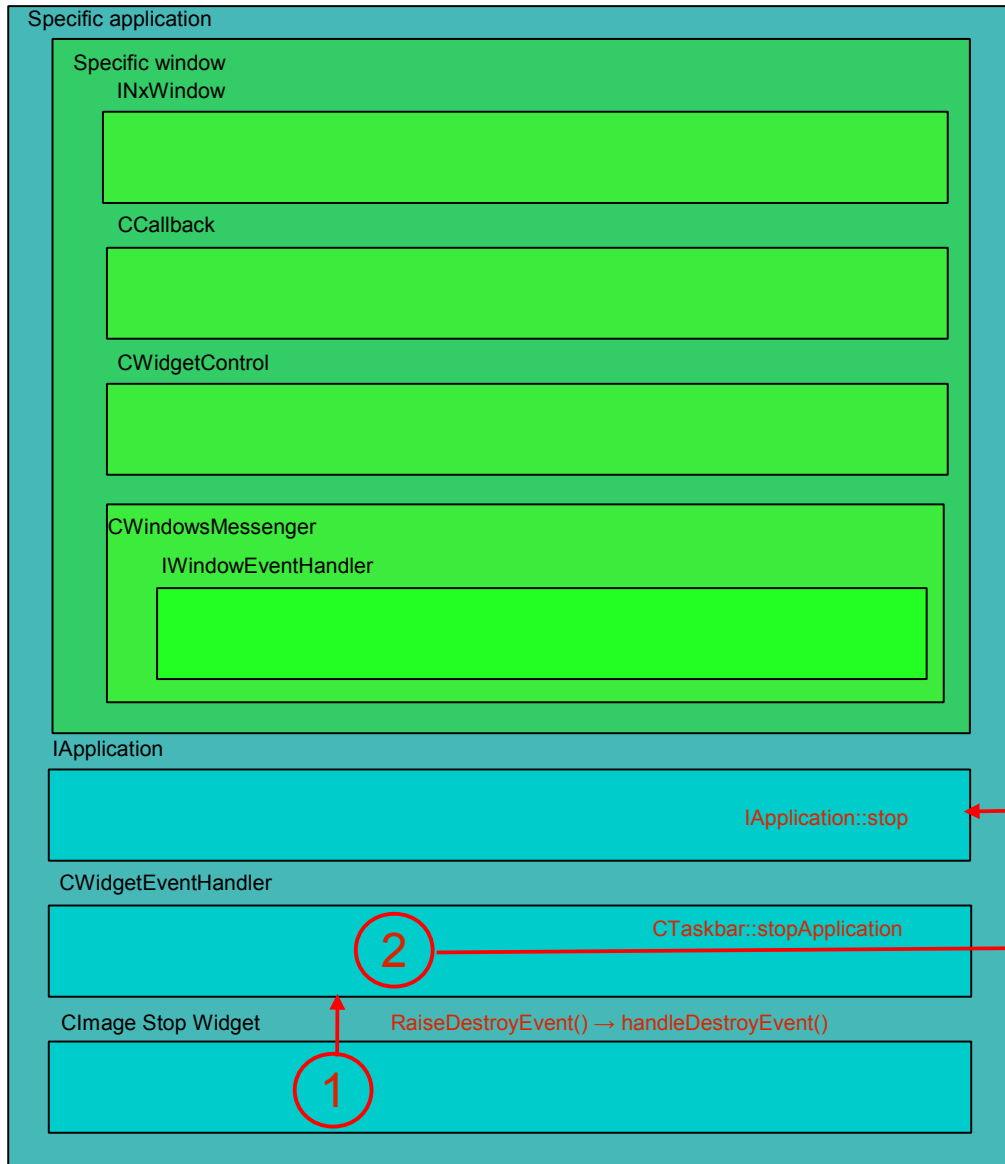 Specific application
Specific window
INxWindow
CCallback
CWidgetControl
CWindowsMessenger
IWindowEventHandler
IApplication
IApplication::stop
CWidgetEventHandler
2
CTaskbar::stopApplication
CImage Stop Widget
RaiseDestroyEvent() → handleDestroyEvent()
1